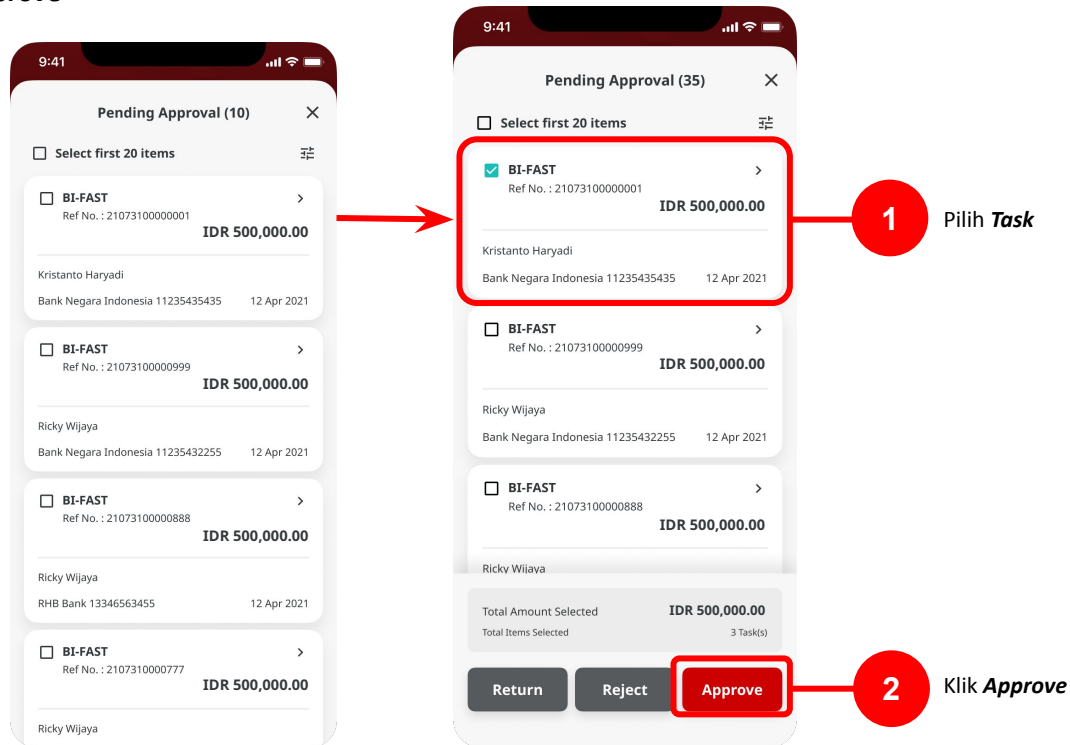 9:41
Pending Approval (10)
Select first 20 items
BI-FAST
Ref No. : 21073100000001
IDR 500,000.00
Kristanto Haryadi
Bank Negara Indonesia 11235435435 12 Apr 2021
BI-FAST
Ref No. : 21073100000999
IDR 500,000.00
Ricky Wijaya
Bank Negara Indonesia 11235432255 12 Apr 2021
BI-FAST
Ref No. : 21073100000888
IDR 500,000.00
Ricky Wijaya
RHB Bank 13346563455 12 Apr 2021
BI-FAST
Ref No. : 2107310000777
IDR 500,000.00
Ricky Wijaya
9:41
Pending Approval (35)
Select first 20 items
BI-FAST
Ref No. : 21073100000001
IDR 500,000.00
Kristanto Haryadi
Bank Negara Indonesia 11235435435 12 Apr 2021
BI-FAST
Ref No. : 21073100000999
IDR 500,000.00
Ricky Wijaya
Bank Negara Indonesia 11235432255 12 Apr 2021
BI-FAST
Ref No. : 21073100000888
IDR 500,000.00
Ricky Wijaya
Total Amount Selected IDR 500,000.00
Total Items Selected 3 Task(s)
Return Reject Approve
1 Pilih Task
2 Klik Approve